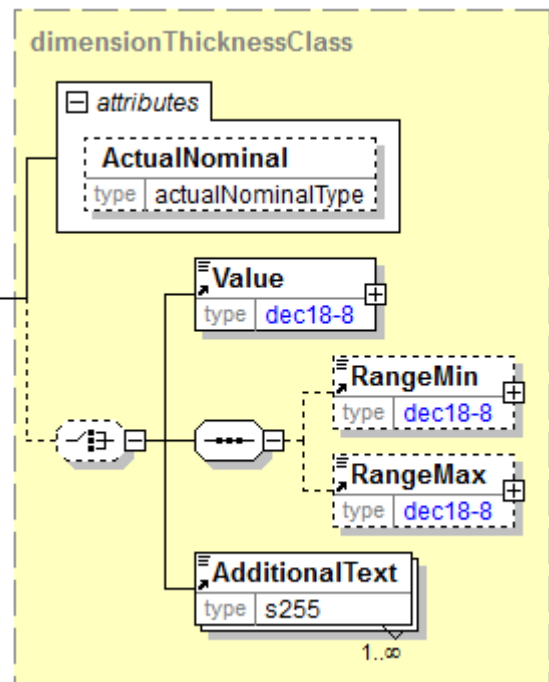 dimensionThicknessClass
attributes
ActualNominal
type actualNominalType
Value
type dec18-8
RangeMin
type dec18-8
RangeMax
type dec18-8
AdditionalText
type s255
1..∞